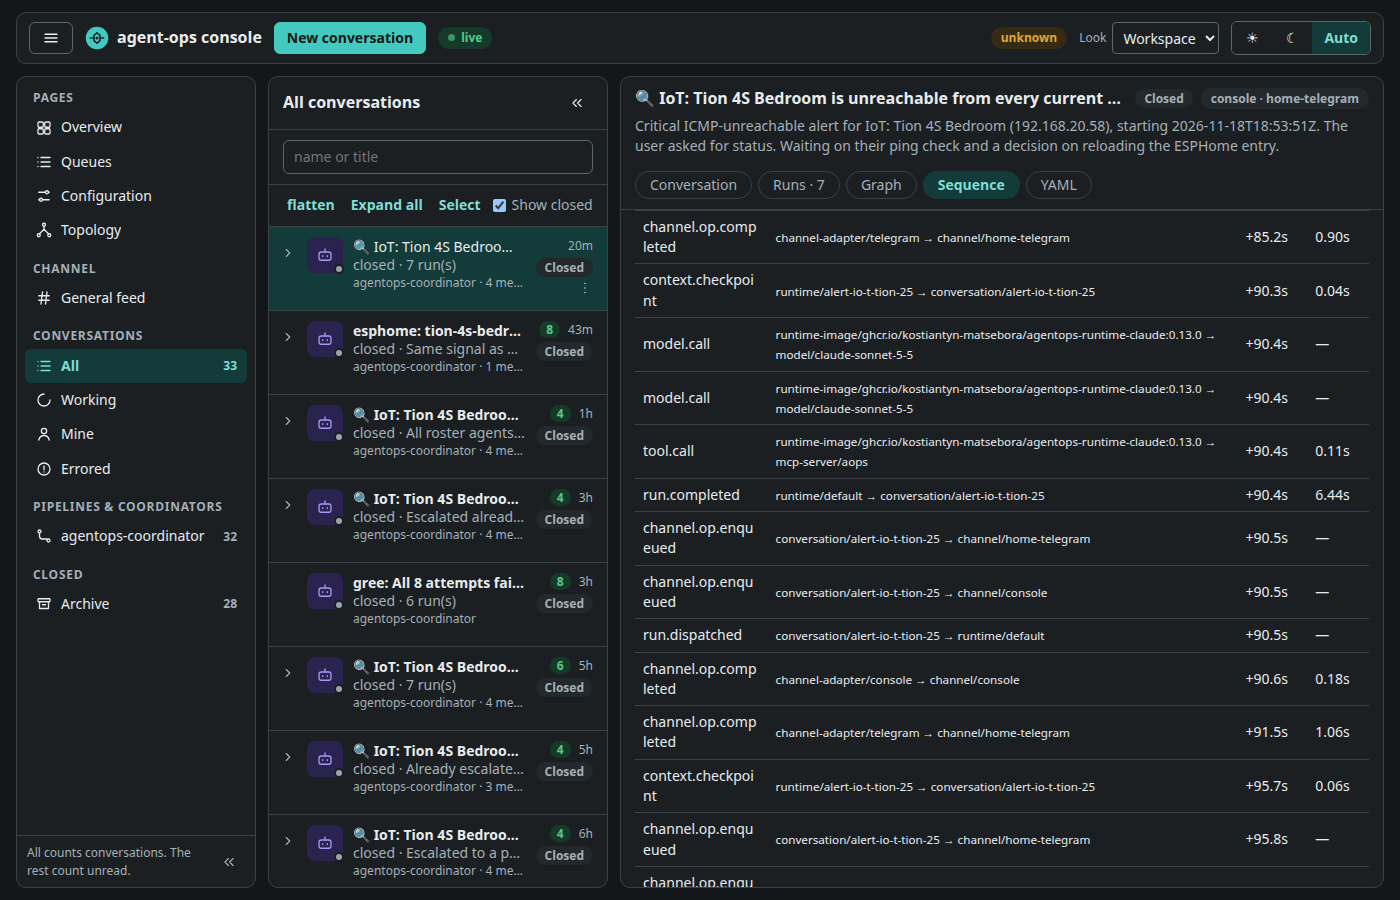 agent-ops console
New conversation
live
unknown
Look
Workspace
Auto
PAGES
Overview
Queues
Configuration
Topology
CHANNEL
General feed
CONVERSATIONS
All 33
Working
Mine
Errored
PIPELINES & COORDINATORS
agentops-coordinator 32
CLOSED
Archive 28
All counts conversations. The
rest count unread.
All conversations
name or title
flatten Expand all Select Show closed
🔍 IoT: Tion 4S Bedroo... 20m
closed · 7 run(s) Closed
agentops-coordinator · 4 me...
esphome: tion-4s-bedr... 8 43m
closed · Same signal as ... Closed
agentops-coordinator · 1 me...
🔍 IoT: Tion 4S Bedroo... 4 1h
closed · All roster agents... Closed
agentops-coordinator · 4 me...
🔍 IoT: Tion 4S Bedroo... 4 3h
closed · Escalated alread... Closed
agentops-coordinator · 4 me...
gree: All 8 attempts fai... 8 3h
closed · 6 run(s) Closed
agentops-coordinator
🔍 IoT: Tion 4S Bedroo... 6 5h
closed · 7 run(s) Closed
agentops-coordinator · 4 me...
🔍 IoT: Tion 4S Bedroo... 4 5h
closed · Already escalate... Closed
agentops-coordinator · 3 me...
🔍 IoT: Tion 4S Bedroo... 4 6h
closed · Escalated to a p... Closed
agentops-coordinator · 4 me...
🔍 IoT: Tion 4S Bedroom is unreachable from every current ... Closed console · home-telegram
Critical ICMP-unreachable alert for IoT: Tion 4S Bedroom (192.168.20.58), starting 2026-11-18T18:53:51Z. The
user asked for status. Waiting on their ping check and a decision on reloading the ESPHome entry.
Conversation Runs · 7 Graph Sequence YAML
channel.op.comp
leted
channel-adapter/telegram → channel/home-telegram +85.2s 0.90s
context.checkpoi
nt
runtime/alert-io-t-tion-25 → conversation/alert-io-t-tion-25 +90.3s 0.04s
model.call
runtime-image/ghcr.io/kostiantyn-matsebora/agentops-runtime-claude:0.13.0 →
model/claude-sonnet-5-5
+90.4s —
model.call
runtime-image/ghcr.io/kostiantyn-matsebora/agentops-runtime-claude:0.13.0 →
model/claude-sonnet-5-5
+90.4s —
tool.call
runtime-image/ghcr.io/kostiantyn-matsebora/agentops-runtime-claude:0.13.0 →
mcp-server/aops
+90.4s 0.11s
run.completed runtime/default → conversation/alert-io-t-tion-25 +90.4s 6.44s
channel.op.enqu
eued
conversation/alert-io-t-tion-25 → channel/home-telegram +90.5s —
channel.op.enqu
eued
conversation/alert-io-t-tion-25 → channel/console +90.5s —
run.dispatched conversation/alert-io-t-tion-25 → runtime/default +90.5s —
channel.op.comp
leted
channel-adapter/console → channel/console +90.6s 0.18s
channel.op.comp
leted
channel-adapter/telegram → channel/home-telegram +91.5s 1.06s
context.checkpoi
nt
runtime/alert-io-t-tion-25 → conversation/alert-io-t-tion-25 +95.7s 0.06s
channel.op.enqu
eued
conversation/alert-io-t-tion-25 → channel/home-telegram +95.8s —
channel.op.enqu